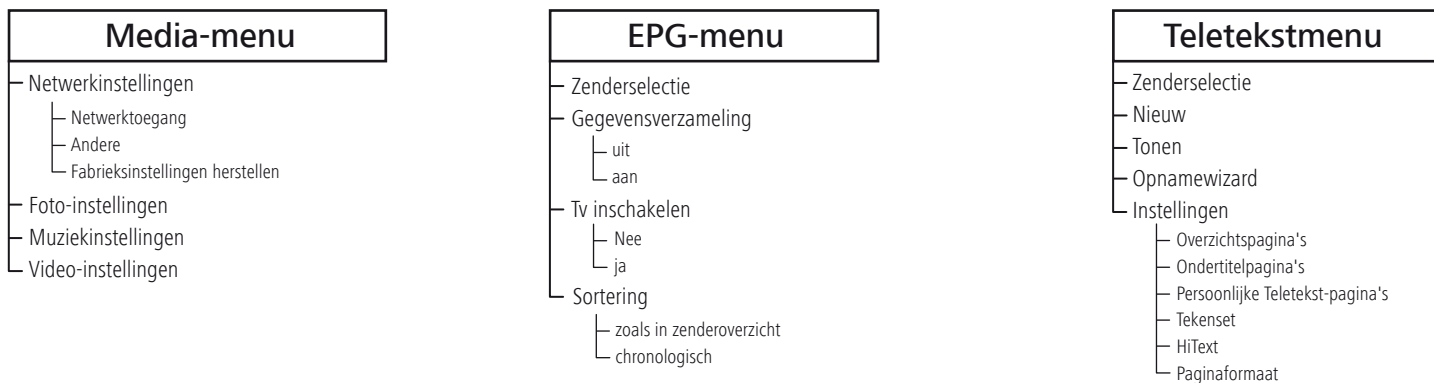 Media-menu
Netwerkinstellingen
Netwerktoegang
Andere
Fabrieksinstellingen herstellen
Foto-instellingen
Muziekinstellingen
Video-instellingen
EPG-menu
Zenderselectie
Gegevensverzameling
uit
aan
Tv inschakelen
Nee
ja
Sortering
zoals in zenderoverzicht
chronologisch
Teletekstmenu
Zenderselectie
Nieuw
Tonen
Opnamewizard
Instellingen
Overzichtspagina's
Ondertitelpagina's
Persoonlijke Teletekst-pagina's
Tekenset
HiText
Paginaformaat